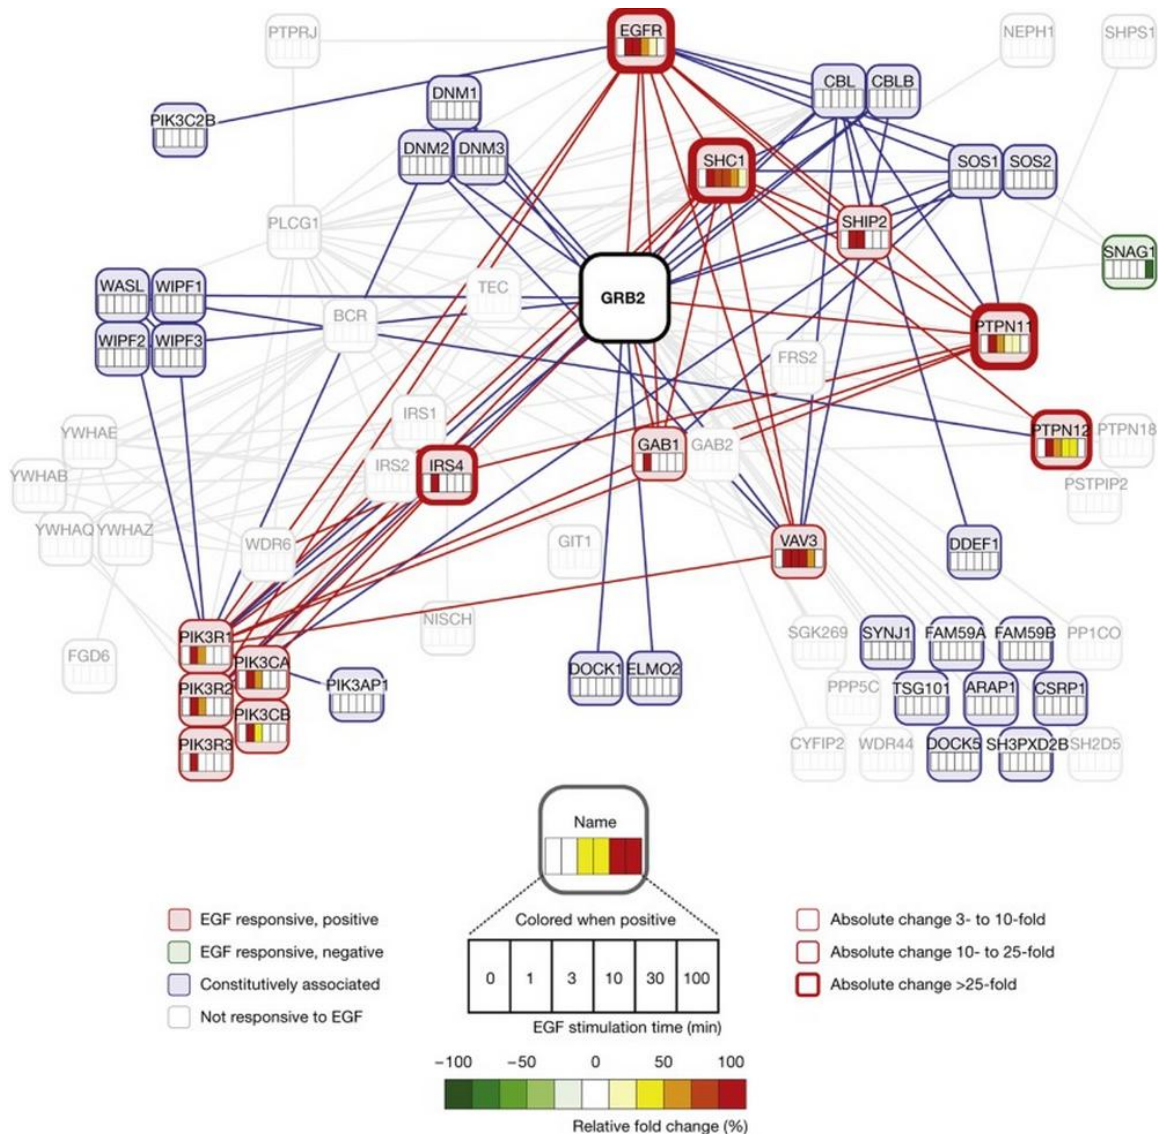 EGFR
PTPRJ
NEPH1
SHPS1
CBL
CBLB
DNM1
PIK3C2B
DNM2
DNM3
SHC1
SOS1
SOS2
PLCG1
SHIP2
SNAG1
WASL
WIPF1
TEC
GRB2
BCR
PTPN11
WIPF2
WIPF3
FRS2
IRS1
YWHAE
GAB1
GAB2
PTPN12
PTPN18
YWHAB
IRS2
IRS4
PSTPIP2
YWHAQ
YWHAZ
WDR6
GIT1
VAV3
DDEF1
NISCH
PIK3R1
SGK269
SYNJ1
FAM59A
FAM59B
PP1CO
FGD6
PIK3CA
PIK3AP1
DOCK1
ELMO2
PIK3R2
PPP5C
TSG101
ARAP1
CSRP1
PIK3CB
PIK3R3
CYFIP2
WDR44
DOCK5
SH3PXD2B
SH2D5
Name
Colored when positive
0 1 3 10 30 100
EGF stimulation time (min)
EGF responsive, positive
EGF responsive, negative
Constitutively associated
Not responsive to EGF
Absolute change 3- to 10-fold
Absolute change 10- to 25-fold
Absolute change >25-fold
−100 −50 0 50 100
Relative fold change (%)